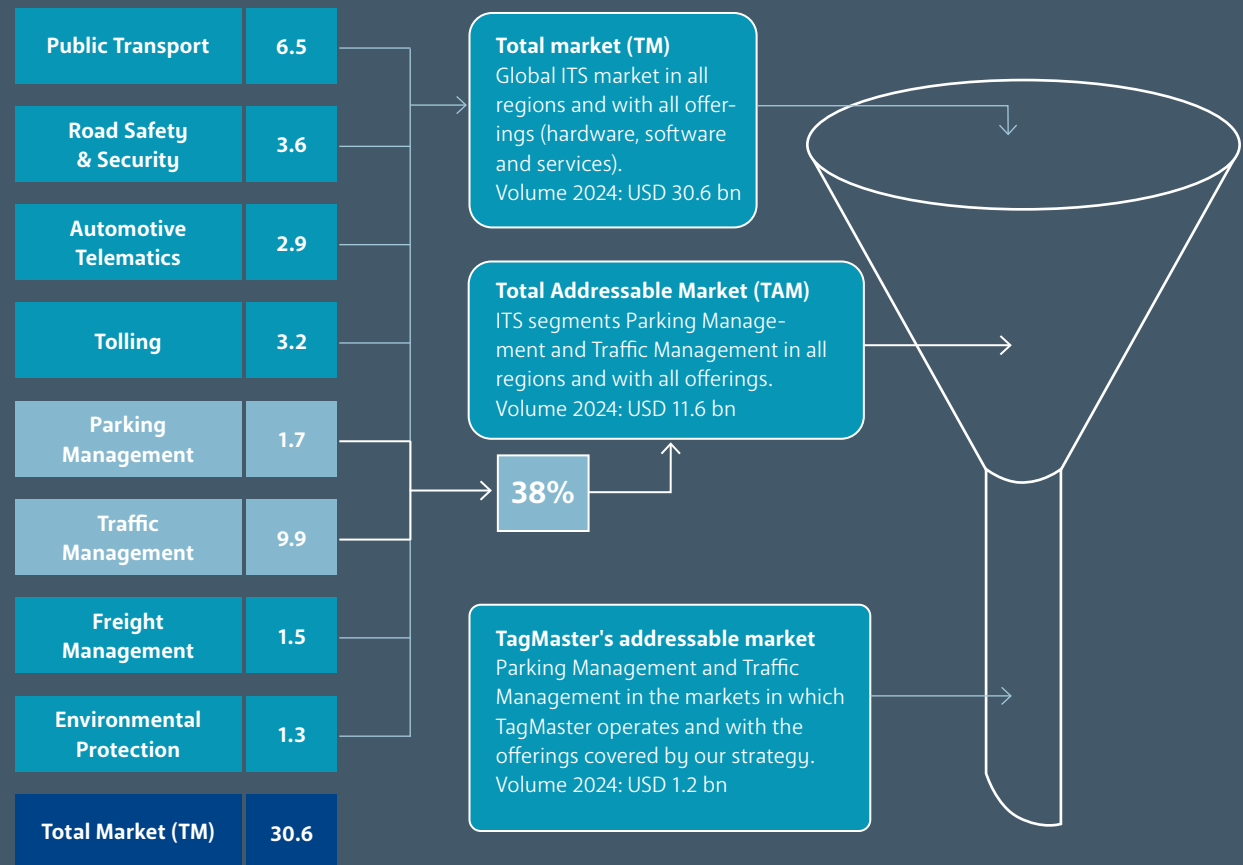 Public Transport 6.5
Road Safety
& Security
3.6
Automotive
Telematics
2.9
Tolling 3.2
Parking
Management
1.7
Traffic
Management
9.9
Freight
Management
1.5
Environmental
Protection
1.3
Total Market (TM) 30.6
Total market (TM)
Global ITS market in all
regions and with all offer-
ings (hardware, software
and services).
Volume 2024: USD 30.6 bn
Total Addressable Market (TAM)
ITS segments Parking Manage-
ment and Traffic Management in all
regions and with all offerings.
Volume 2024: USD 11.6 bn
38%
TagMaster's addressable market
Parking Management and Traffic
Management in the markets in which
TagMaster operates and with the
offerings covered by our strategy.
Volume 2024: USD 1.2 bn